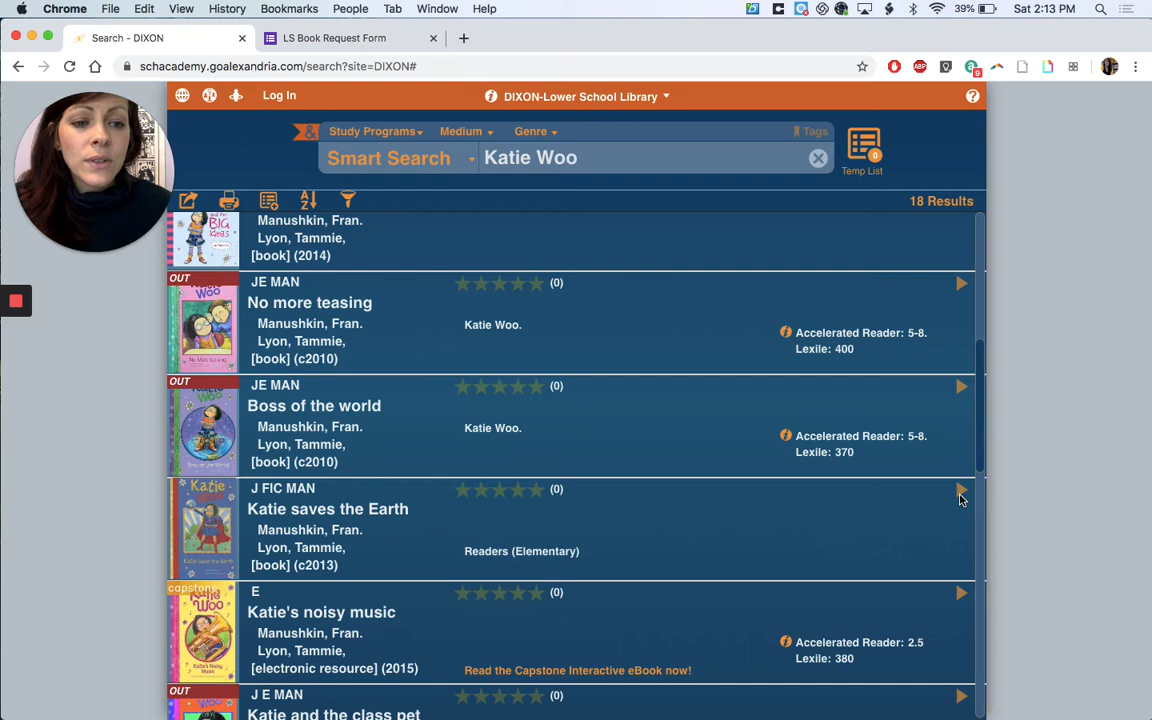 Chrome File Edit View History Bookmarks People Tab Window Help 39% Sat 2:13 PM
Search - DIXON LS Book Request Form
schacademy.goalexandria.com/search?site=DIXON#
ABP 0
Log In DIXON-Lower School Library
& Study Programs Medium Genre Tags
Smart Search Katie Woo
0
Temp List
18 Results
BIG
Ideas
Manushkin, Fran.
Lyon, Tammie,
[book] (2014)
OUT JE MAN (0)
No more teasing
Manushkin, Fran. Katie Woo.
Lyon, Tammie, Accelerated Reader: 5-8.
Lexile: 400
[book] (c2010)
OUT JE MAN (0)
Boss of the world
Manushkin, Fran. Katie Woo.
Lyon, Tammie, Accelerated Reader: 5-8.
Lexile: 370
[book] (c2010)
J FIC MAN (0)
Katie saves the Earth
Manushkin, Fran.
Lyon, Tammie, Readers (Elementary)
[book] (c2013)
capstone E (0)
Katie's noisy music
Manushkin, Fran.
Lyon, Tammie, Accelerated Reader: 2.5
Lexile: 380
[electronic resource] (2015) Read the Capstone Interactive eBook now!
OUT J E MAN (0)
Katie and the class pet